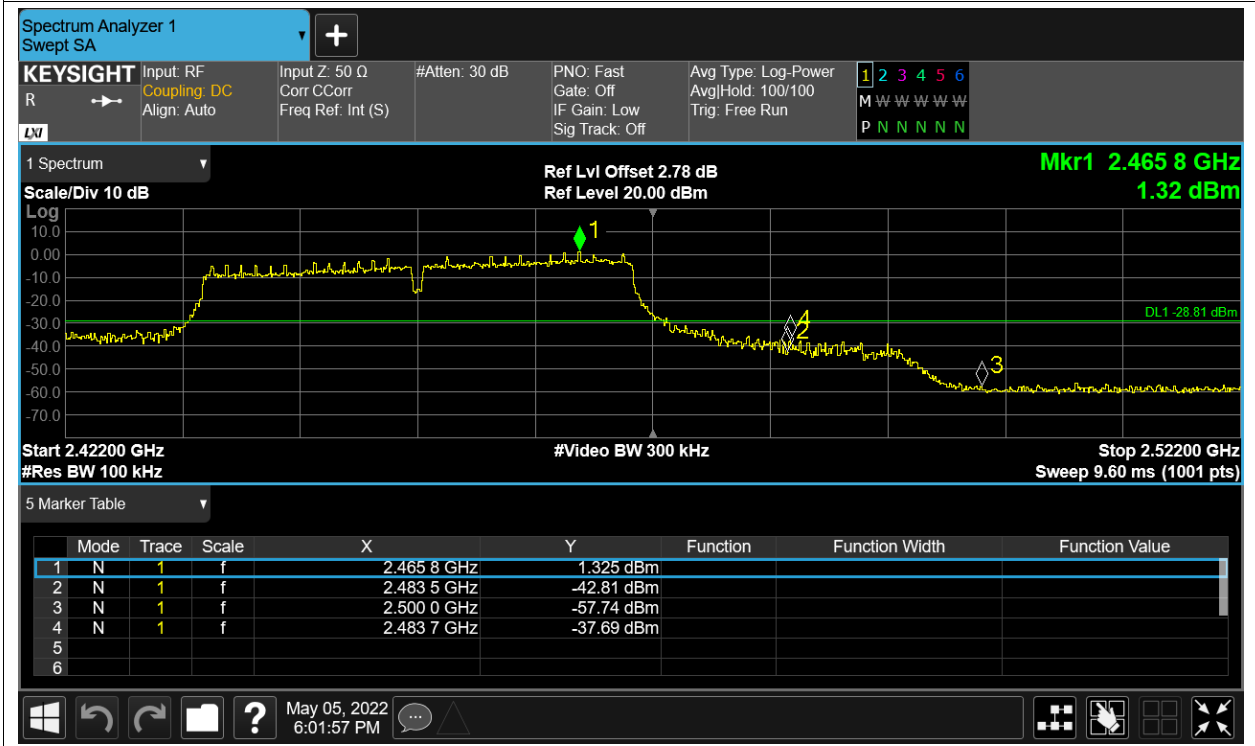 Spectrum Analyzer 1
Swept SA
+
KEYSIGHT Input: RF Input Z: 50 Ω #Atten: 30 dB PNO: Fast Avg Type: Log-Power 1 2 3 4 5 6
R Coupling: DC Corr CCorr Gate: Off Avg|Hold: 100/100 M W W W W W
Align: Auto Freq Ref: Int (S) IF Gain: Low Trig: Free Run
LXI Sig Track: Off P N N N N N
1 Spectrum Ref Lvl Offset 2.78 dB Mkr1 2.465 8 GHz
Scale/Div 10 dB Ref Level 20.00 dBm 1.32 dBm
Log
10.0
0.00
-10.0
-20.0
-30.0
-40.0
-50.0
-60.0
-70.0
1
DL1 -28.81 dBm
4
2
3
Start 2.42200 GHz #Video BW 300 kHz Stop 2.52200 GHz
#Res BW 100 kHz Sweep 9.60 ms (1001 pts)
5 Marker Table
Mode Trace Scale X Y Function Function Width Function Value
1 N 1 f 2.465 8 GHz 1.325 dBm
2 N 1 f 2.483 5 GHz -42.81 dBm
3 N 1 f 2.500 0 GHz -57.74 dBm
4 N 1 f 2.483 7 GHz -37.69 dBm
5
6
? May 05, 2022
6:01:57 PM